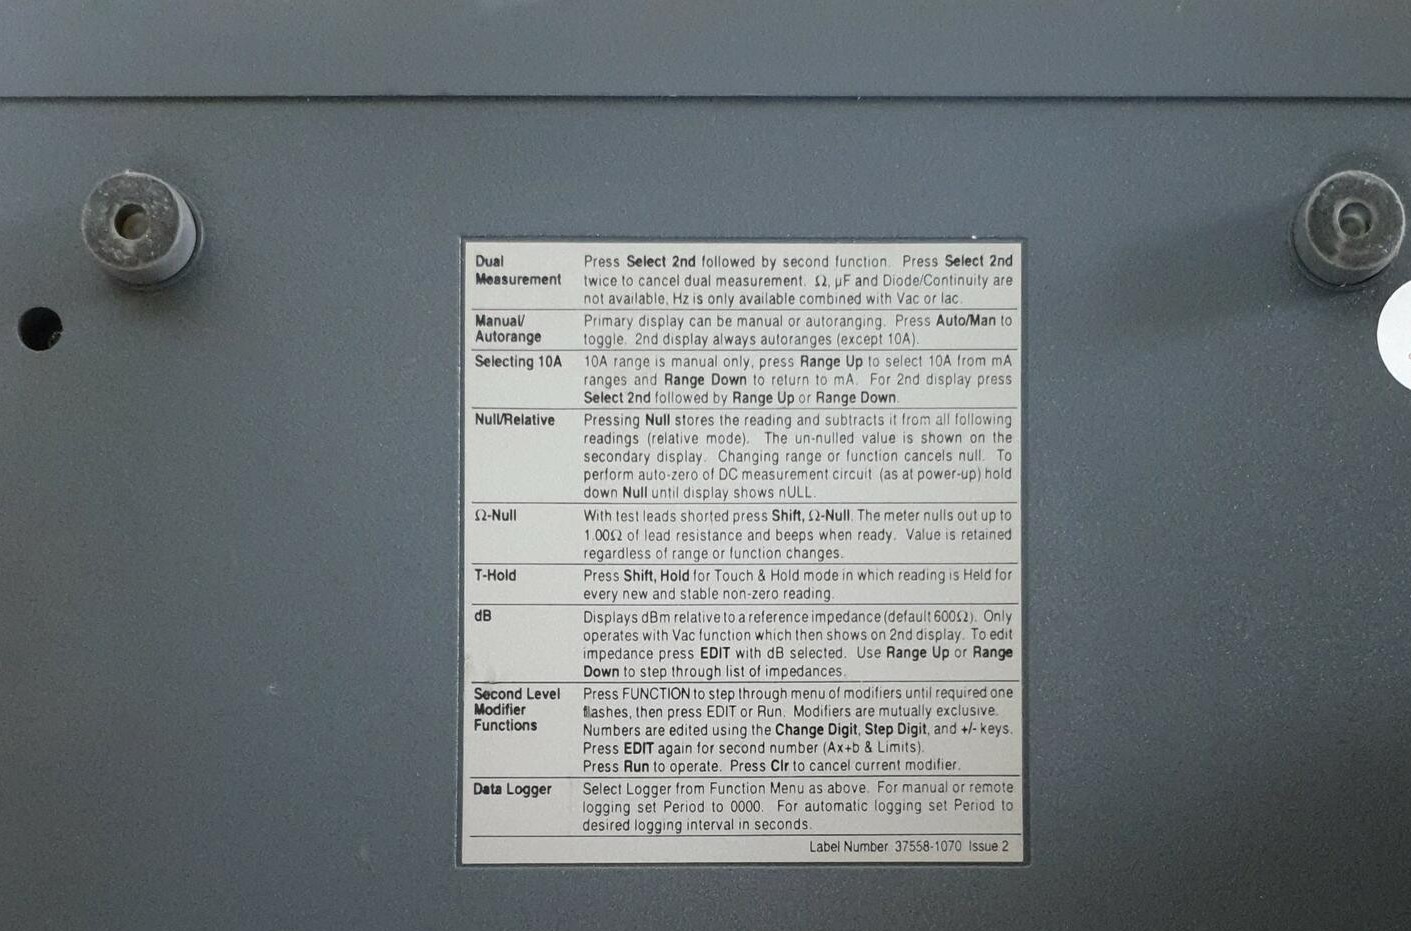 Dual Measurement
Press Select 2nd followed by second function. Press Select 2nd
twice to cancel dual measurement. Ω, µF and Diode/Continuity are
not available, Hz is only available combined with Vac or Iac.
Manual/ Autorange
Primary display can be manual or autoranging. Press Auto/Man to
toggle. 2nd display always autoranges (except 10A).
Selecting 10A
10A range is manual only, press Range Up to select 10A from mA
ranges and Range Down to return to mA. For 2nd display press
Select 2nd followed by Range Up or Range Down.
Null/Relative
Pressing Null stores the reading and subtracts it from all following
readings (relative mode). The un-nulled value is shown on the
secondary display. Changing range or function cancels null. To
perform auto-zero of DC measurement circuit (as at power-up) hold
down Null until display shows nULL.
Ω-Null
With test leads shorted press Shift, Ω-Null. The meter nulls out up to
1.00Ω of lead resistance and beeps when ready. Value is retained
regardless of range or function changes.
T-Hold
Press Shift, Hold for Touch & Hold mode in which reading is Held for
every new and stable non-zero reading.
dB
Displays dBm relative to a reference impedance (default 600Ω). Only
operates with Vac function which then shows on 2nd display. To edit
impedance press EDIT with dB selected. Use Range Up or Range
Down to step through list of impedances.
Second Level Modifier Functions
Press FUNCTION to step through menu of modifiers until required one
flashes, then press EDIT or Run. Modifiers are mutually exclusive.
Numbers are edited using the Change Digit, Step Digit, and +/- keys.
Press EDIT again for second number (Ax+b & Limits).
Press Run to operate. Press Clr to cancel current modifier.
Data Logger
Select Logger from Function Menu as above. For manual or remote
logging set Period to 0000. For automatic logging set Period to
desired logging interval in seconds.
Label Number 37558-1070 Issue 2